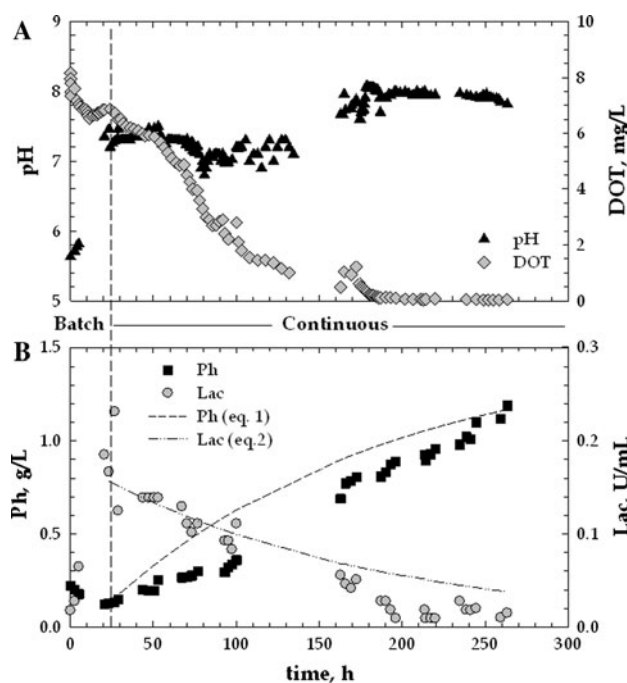 A
9
8
7
6
5
pH
10
8
6
4
2
0
DOT, mg/L
pH
DOT
Batch
Continuous
B
1.5
1.0
0.5
0.0
Ph, g/L
0.3
0.2
0.1
0.0
Lac, U/mL
Ph
Lac
Ph (eq. 1)
Lac (eq.2)
0 50 100 150 200 250 300
time, h